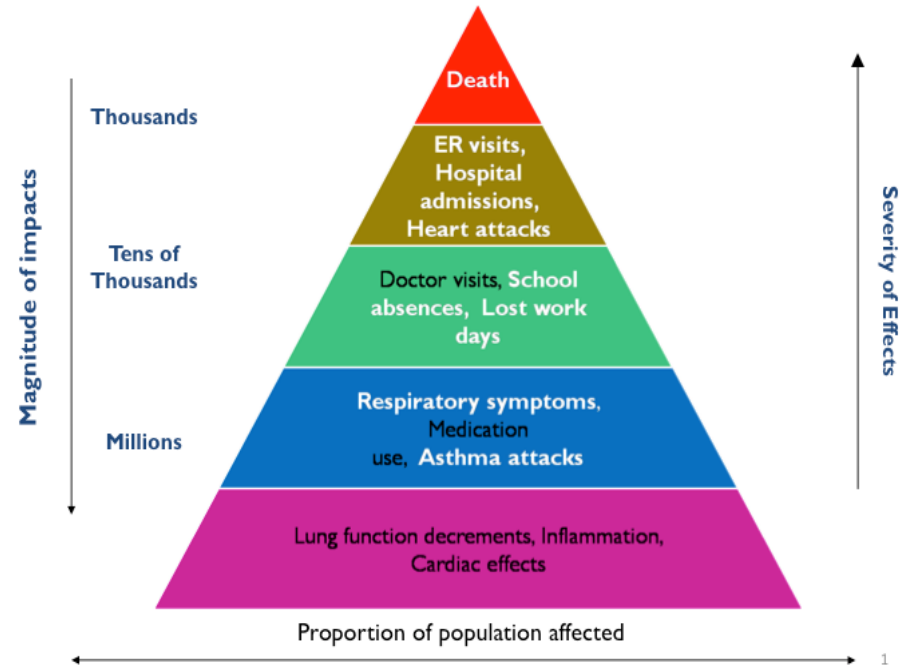 Death
Thousands
ER visits,
Hospital
admissions,
Heart attacks
Magnitude of impacts
Severity of Effects
Tens of
Thousands
Doctor visits, School
absences, Lost work
days
Respiratory symptoms,
Medication
use, Asthma attacks
Millions
Lung function decrements, Inflammation,
Cardiac effects
Proportion of population affected
1